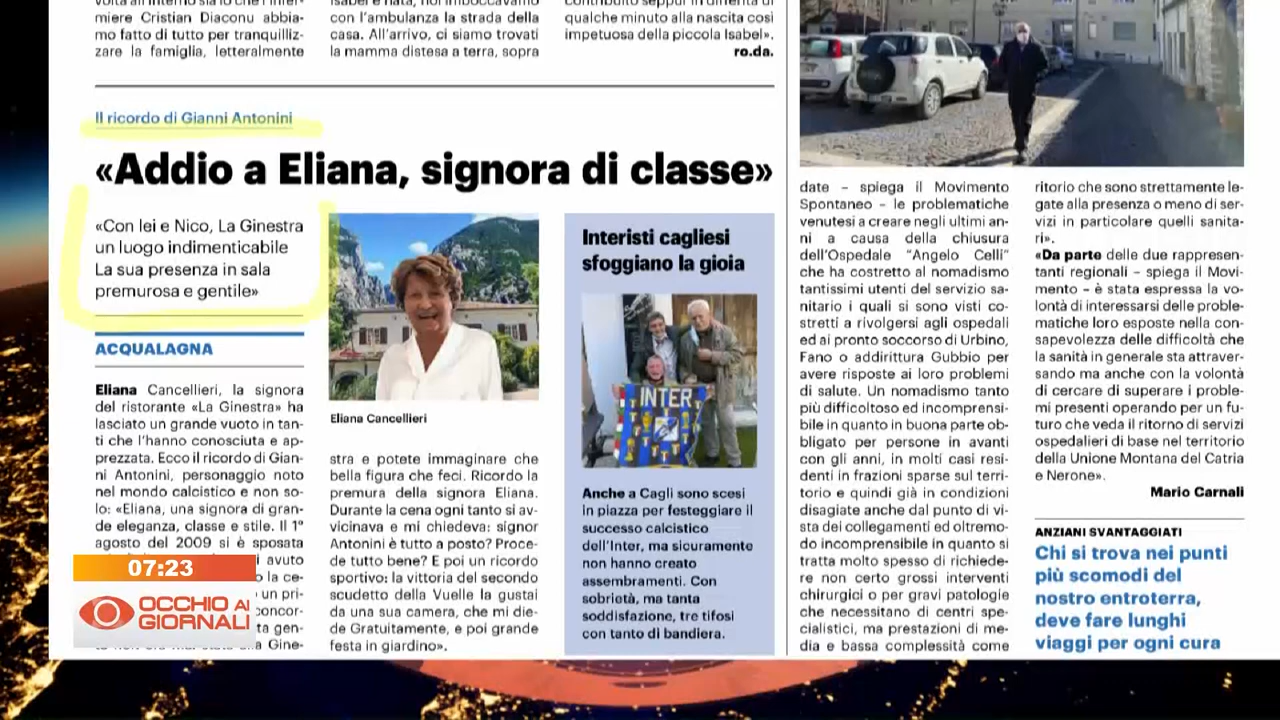 miere Cristian Diaconu abbia-
mo fatto di tutto per tranquilliz-
zare la famiglia, letteralmente
con l'ambulanza la strada della
casa. All'arrivo, ci siamo trovati
la mamma distesa a terra, sopra
qualche minuto alla nascita così
impetuosa della piccola Isabel».
ro.da.
Il ricordo di Gianni Antonini
«Addio a Eliana, signora di classe»
«Con lei e Nico, La Ginestra
un luogo indimenticabile
La sua presenza in sala
premurosa e gentile»
ACQUALAGNA
Eliana Cancellieri, la signora
del ristorante «La Ginestra» ha
lasciato un grande vuoto in tan-
ti che l'hanno conosciuta e ap-
prezzata. Ecco il ricordo di Gian-
ni Antonini, personaggio noto
nel mondo calcistico e non so-
lo: «Eliana, una signora di gran-
de eleganza, classe e stile. Il 1°
agosto del 2009 si è sposata
avuto
la ce-
un pri-
concor-
ta gen-
Gine-
07:23
OCCHIO AI
GIORNALI
Eliana Cancellieri
stra e potete immaginare che
bella figura che feci. Ricordo la
premura della signora Eliana.
Durante la cena ogni tanto si av-
vicinava e mi chiedeva: signor
Antonini è tutto a posto? Proce-
de tutto bene? E poi un ricordo
sportivo: la vittoria del secondo
scudetto della Vuelle la gustai
da una sua camera, che mi die-
de Gratuitamente, e poi grande
festa in giardino».
Interisti cagliesi
sfoggiano la gioia
INTER
Anche a Cagli sono scesi
in piazza per festeggiare il
successo calcistico
dell'Inter, ma sicuramente
non hanno creato
assembramenti. Con
sobrietà, ma tanta
soddisfazione, tre tifosi
con tanto di bandiera.
date – spiega il Movimento
Spontaneo – le problematiche
venutesi a creare negli ultimi an-
ni a causa della chiusura
dell'Ospedale "Angelo Celli"
che ha costretto al nomadismo
tantissimi utenti del servizio sa-
nitario i quali si sono visti co-
stretti a rivolgersi agli ospedali
ed ai pronto soccorso di Urbino,
Fano o addirittura Gubbio per
avere risposte ai loro problemi
di salute. Un nomadismo tanto
più difficoltoso ed incomprensi-
bile in quanto in buona parte ob-
bligato per persone in avanti
con gli anni, in molti casi resi-
denti in frazioni sparse sul terri-
torio e quindi già in condizioni
disagiate anche dal punto di vi-
sta dei collegamenti ed oltremo-
do incomprensibile in quanto si
tratta molto spesso di richiede-
re non certo grossi interventi
chirurgici o per gravi patologie
che necessitano di centri spe-
cialistici, ma prestazioni di me-
dia e bassa complessità come
ritorio che sono strettamente le-
gate alla presenza o meno di ser-
vizi in particolare quelli sanita-
ri».
«Da parte delle due rappresen-
tanti regionali – spiega il Movi-
mento – è stata espressa la vo-
lontà di interessarsi delle proble-
matiche loro esposte nella con-
sapevolezza delle difficoltà che
la sanità in generale sta attraver-
sando ma anche con la volontà
di cercare di superare i proble-
mi presenti operando per un fu-
turo che veda il ritorno di servizi
ospedalieri di base nel territorio
della Unione Montana del Catria
e Nerone».
Mario Carnali
ANZIANI SVANTAGGIATI
Chi si trova nei punti
più scomodi del
nostro entroterra,
deve fare lunghi
viaggi per ogni cura